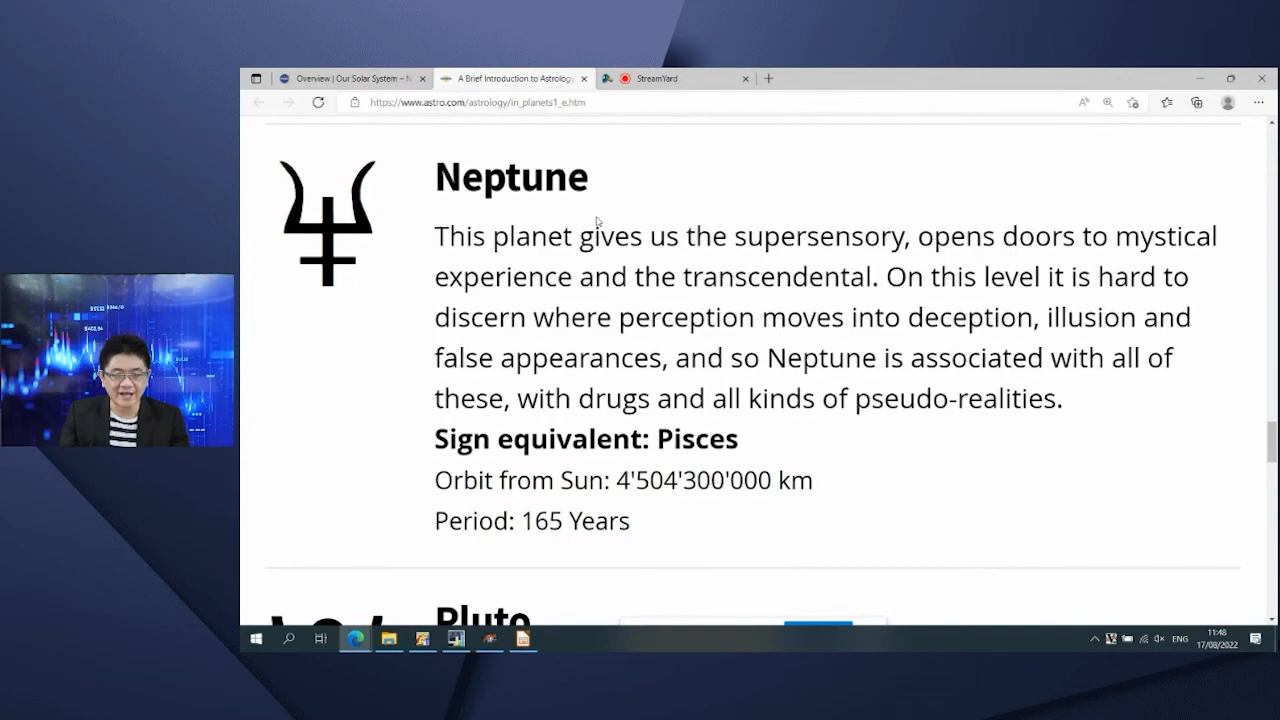 Overview | Our Solar System – N
A Brief Introduction to Astrology
StreamYard
https://www.astro.com/astrology/in_planets1_e.htm
Neptune
This planet gives us the supersensory, opens doors to mystical
experience and the transcendental. On this level it is hard to
discern where perception moves into deception, illusion and
false appearances, and so Neptune is associated with all of
these, with drugs and all kinds of pseudo-realities.
Sign equivalent: Pisces
Orbit from Sun: 4'504'300'000 km
Period: 165 Years
Pluto
ENG
11:48
17/08/2022